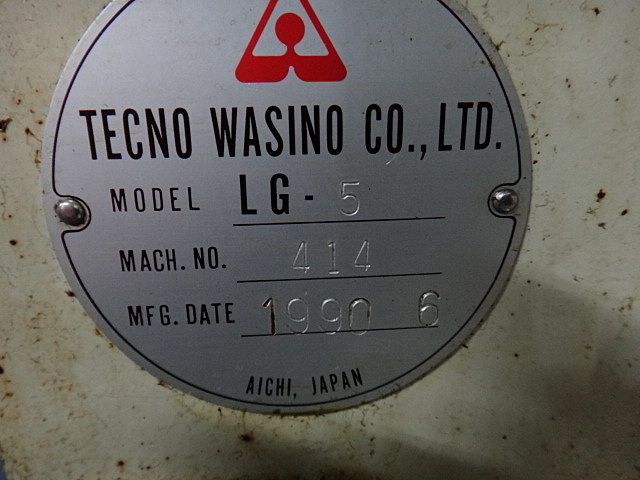 TECNO WASINO CO., LTD.
MODEL LG-5
MACH. NO. 414
MFG. DATE 1990 6
AICHI, JAPAN